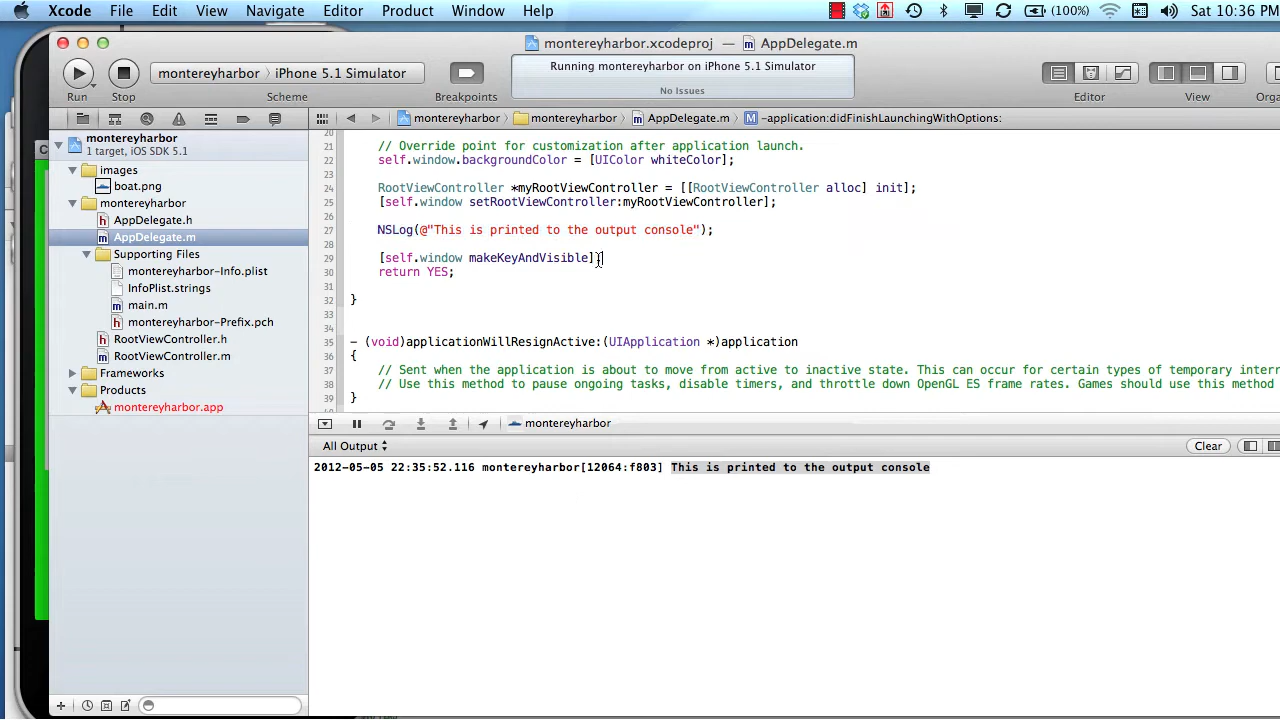 Xcode File Edit View Navigate Editor Product Window Help (100%) Sat 10:36 PM
montereyharbor.xcodeproj — AppDelegate.m
montereyharbor iPhone 5.1 Simulator
Running montereyharbor on iPhone 5.1 Simulator
No Issues
Run Stop Scheme Breakpoints Editor View Orga
montereyharbor montereyharbor AppDelegate.m M -application:didFinishLaunchingWithOptions:
montereyharbor
1 target, iOS SDK 5.1
images
boat.png
montereyharbor
h AppDelegate.h
m AppDelegate.m
Supporting Files
montereyharbor-Info.plist
InfoPlist.strings
m main.m
h montereyharbor-Prefix.pch
h RootViewController.h
m RootViewController.m
Frameworks
Products
montereyharbor.app
20
21 // Override point for customization after application launch.
22 self.window.backgroundColor = [UIColor whiteColor];
23
24 RootViewController *myRootViewController = [[RootViewController alloc] init];
25 [self.window setRootViewController:myRootViewController];
26
27 NSLog(@"This is printed to the output console");
28
29 [self.window makeKeyAndVisible];
30 return YES;
31
32 }
33
34
35 - (void)applicationWillResignActive:(UIApplication *)application
36 {
37 // Sent when the application is about to move from active to inactive state. This can occur for certain types of temporary interr
38 // Use this method to pause ongoing tasks, disable timers, and throttle down OpenGL ES frame rates. Games should use this method
39 }
montereyharbor
All Output Clear
2012-05-05 22:35:52.116 montereyharbor[12064:f803] This is printed to the output console